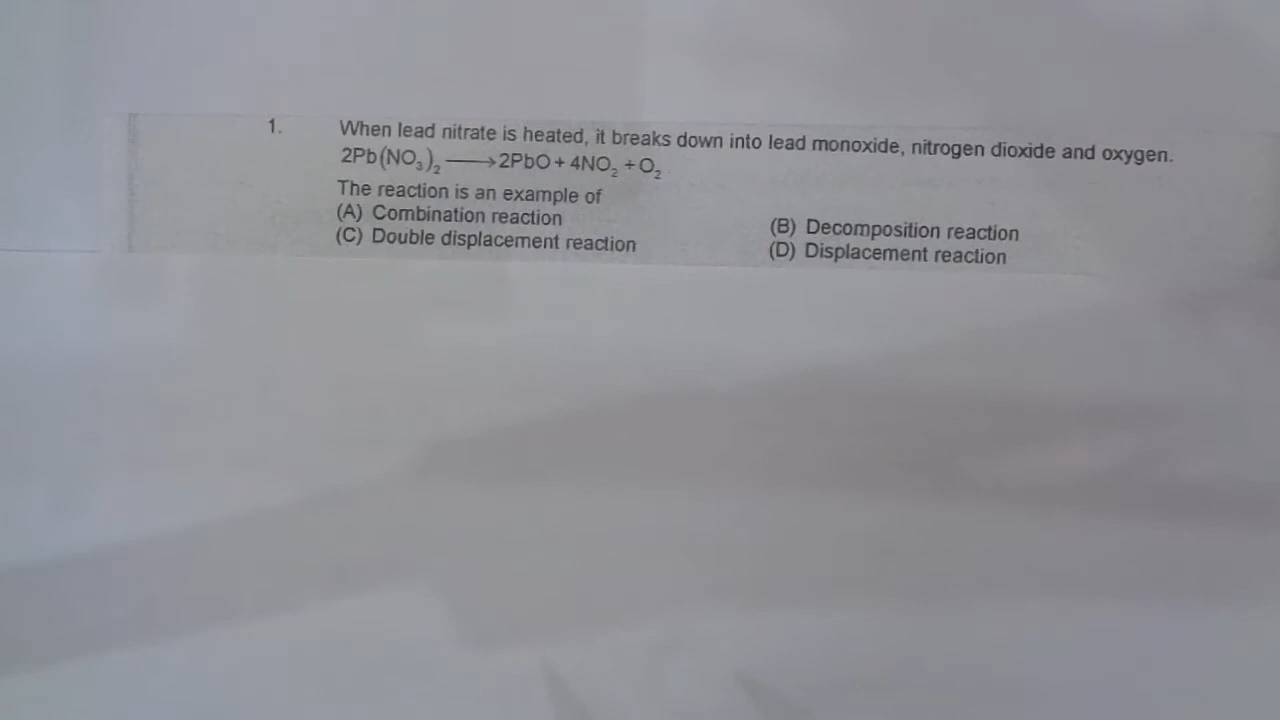 1. When lead nitrate is heated, it breaks down into lead monoxide, nitrogen dioxide and oxygen.
2Pb(NO₃)₂ ⟶ 2PbO + 4NO₂ + O₂
The reaction is an example of
(A) Combination reaction (B) Decomposition reaction
(C) Double displacement reaction (D) Displacement reaction